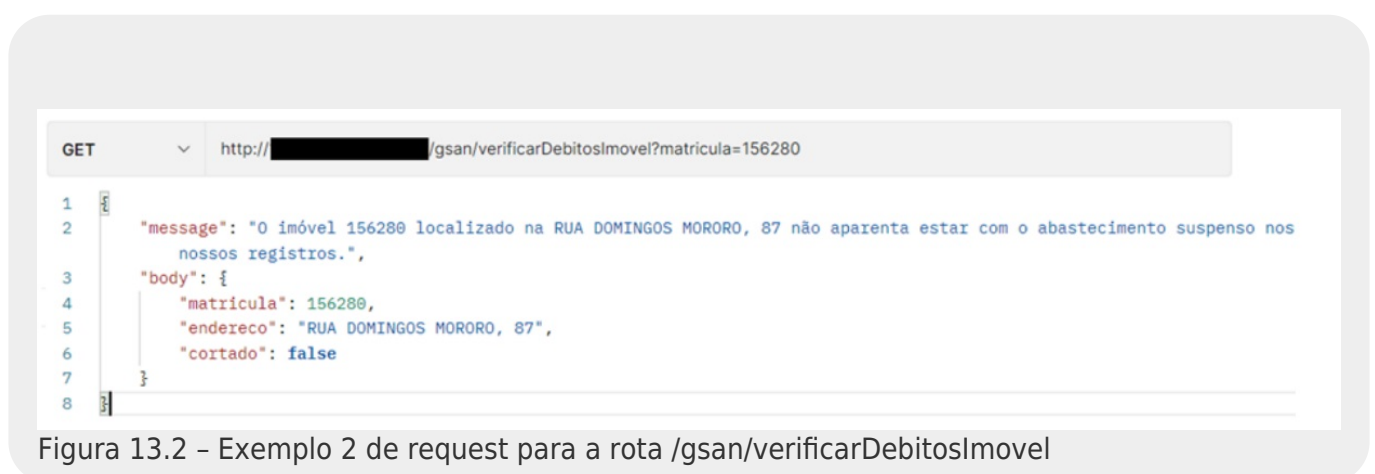 GET http:// /gsan/verificarDebitosImovel?matricula=156280
1 {
2 "message": "O imóvel 156280 localizado na RUA DOMINGOS MORORO, 87 não aparenta estar com o abastecimento suspenso nos
nossos registros.",
3 "body": {
4 "matricula": 156280,
5 "endereco": "RUA DOMINGOS MORORO, 87",
6 "cortado": false
7 }
8 }
Figura 13.2 – Exemplo 2 de request para a rota /gsan/verificarDebitosImovel